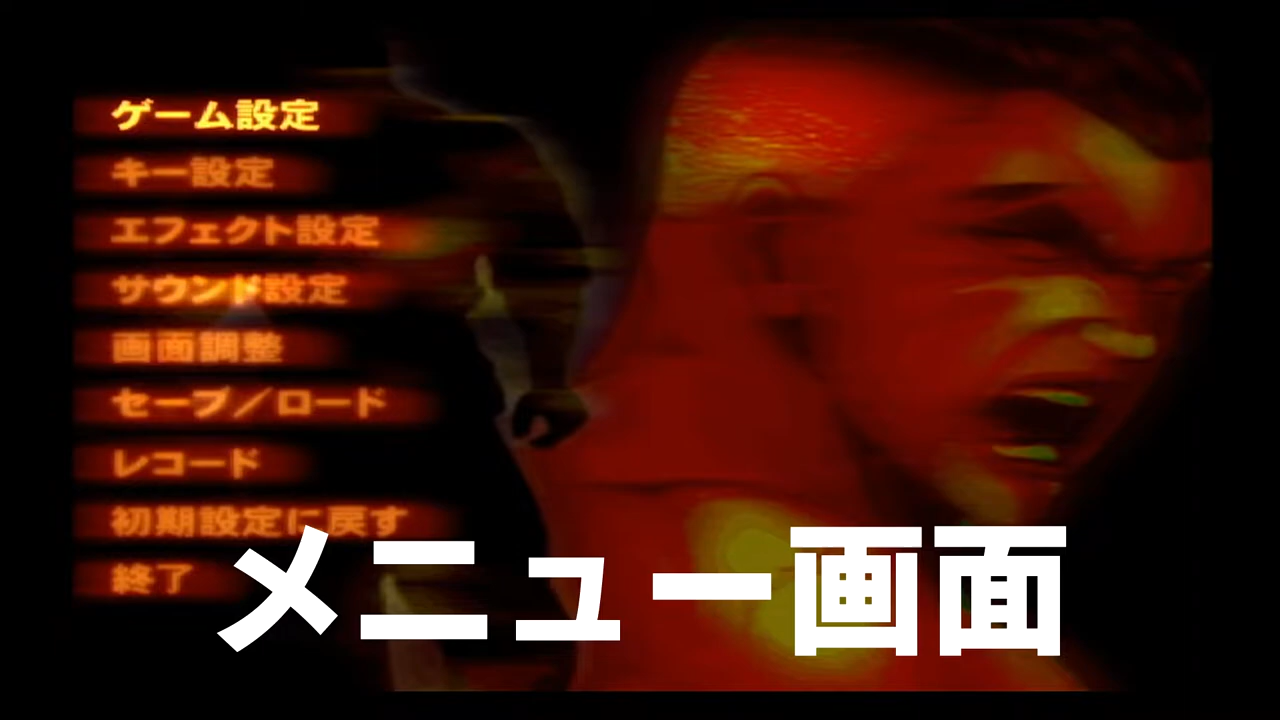 ゲーム設定
キー設定
エフェクト設定
サウンド設定
画面調整
セーブ／ロード
レコード
初期設定に戻す
終了
メニュー画面